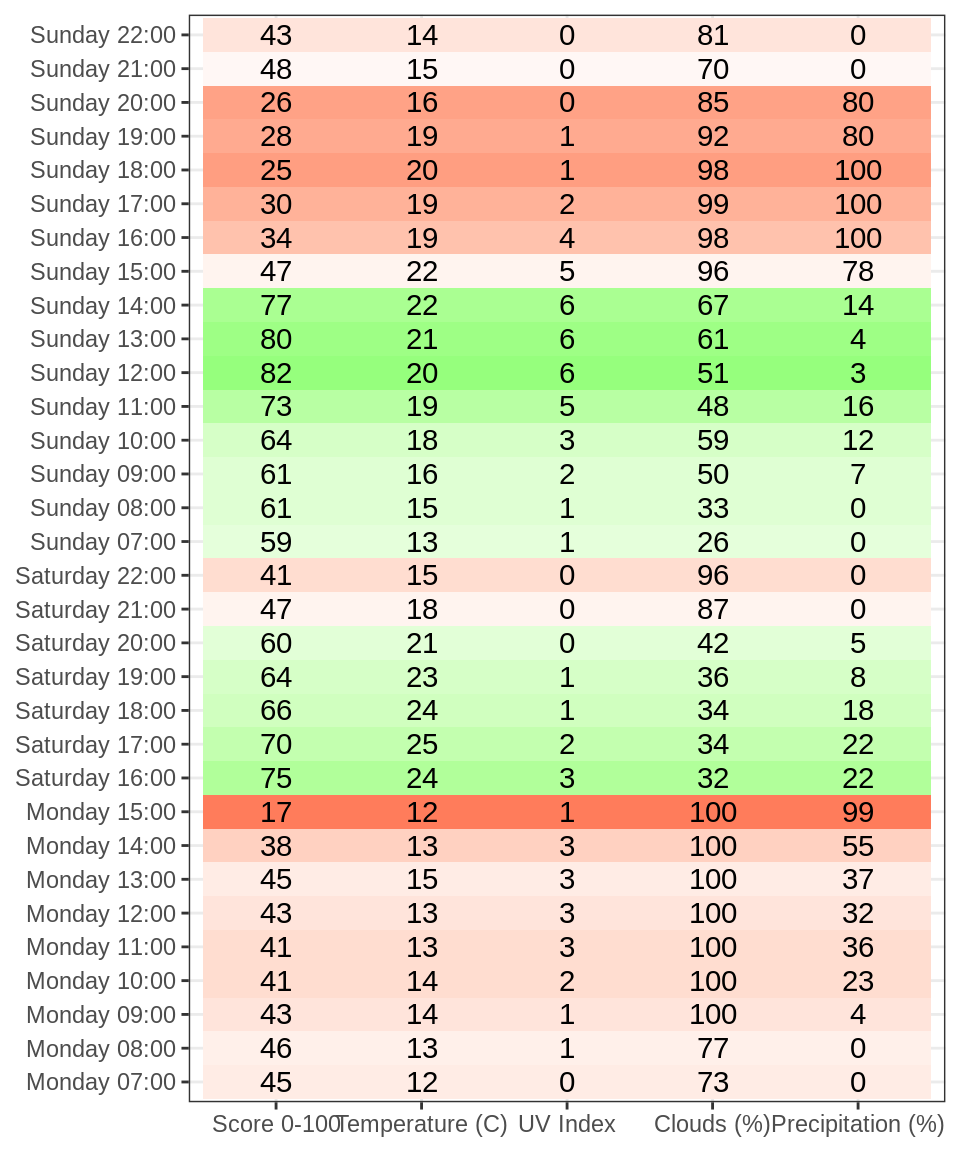 Sunday 22:00 43 14 0 81 0
Sunday 21:00 48 15 0 70 0
Sunday 20:00 26 16 0 85 80
Sunday 19:00 28 19 1 92 80
Sunday 18:00 25 20 1 98 100
Sunday 17:00 30 19 2 99 100
Sunday 16:00 34 19 4 98 100
Sunday 15:00 47 22 5 96 78
Sunday 14:00 77 22 6 67 14
Sunday 13:00 80 21 6 61 4
Sunday 12:00 82 20 6 51 3
Sunday 11:00 73 19 5 48 16
Sunday 10:00 64 18 3 59 12
Sunday 09:00 61 16 2 50 7
Sunday 08:00 61 15 1 33 0
Sunday 07:00 59 13 1 26 0
Saturday 22:00 41 15 0 96 0
Saturday 21:00 47 18 0 87 0
Saturday 20:00 60 21 0 42 5
Saturday 19:00 64 23 1 36 8
Saturday 18:00 66 24 1 34 18
Saturday 17:00 70 25 2 34 22
Saturday 16:00 75 24 3 32 22
Monday 15:00 17 12 1 100 99
Monday 14:00 38 13 3 100 55
Monday 13:00 45 15 3 100 37
Monday 12:00 43 13 3 100 32
Monday 11:00 41 13 3 100 36
Monday 10:00 41 14 2 100 23
Monday 09:00 43 14 1 100 4
Monday 08:00 46 13 1 77 0
Monday 07:00 45 12 0 73 0
Score 0-100 Temperature (C) UV Index Clouds (%) Precipitation (%)